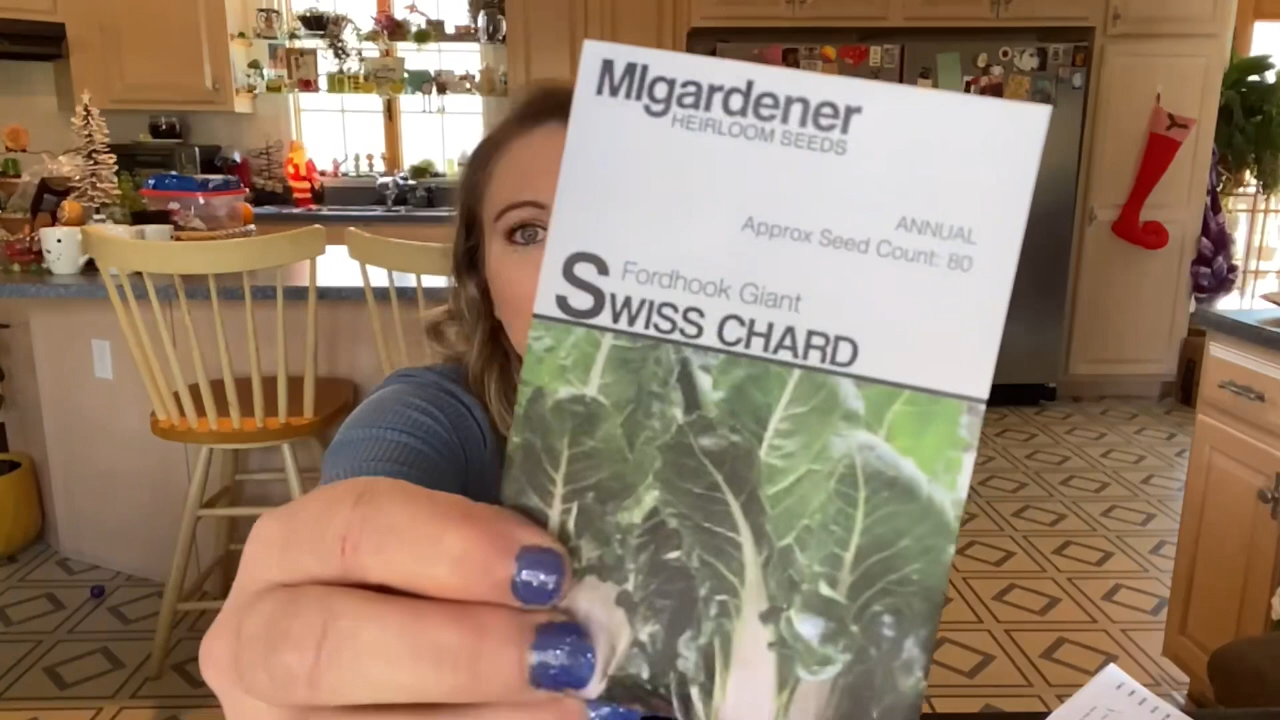 MIgardener
HEIRLOOM SEEDS
ANNUAL
Approx Seed Count: 80
Fordhook Giant
SWISS CHARD